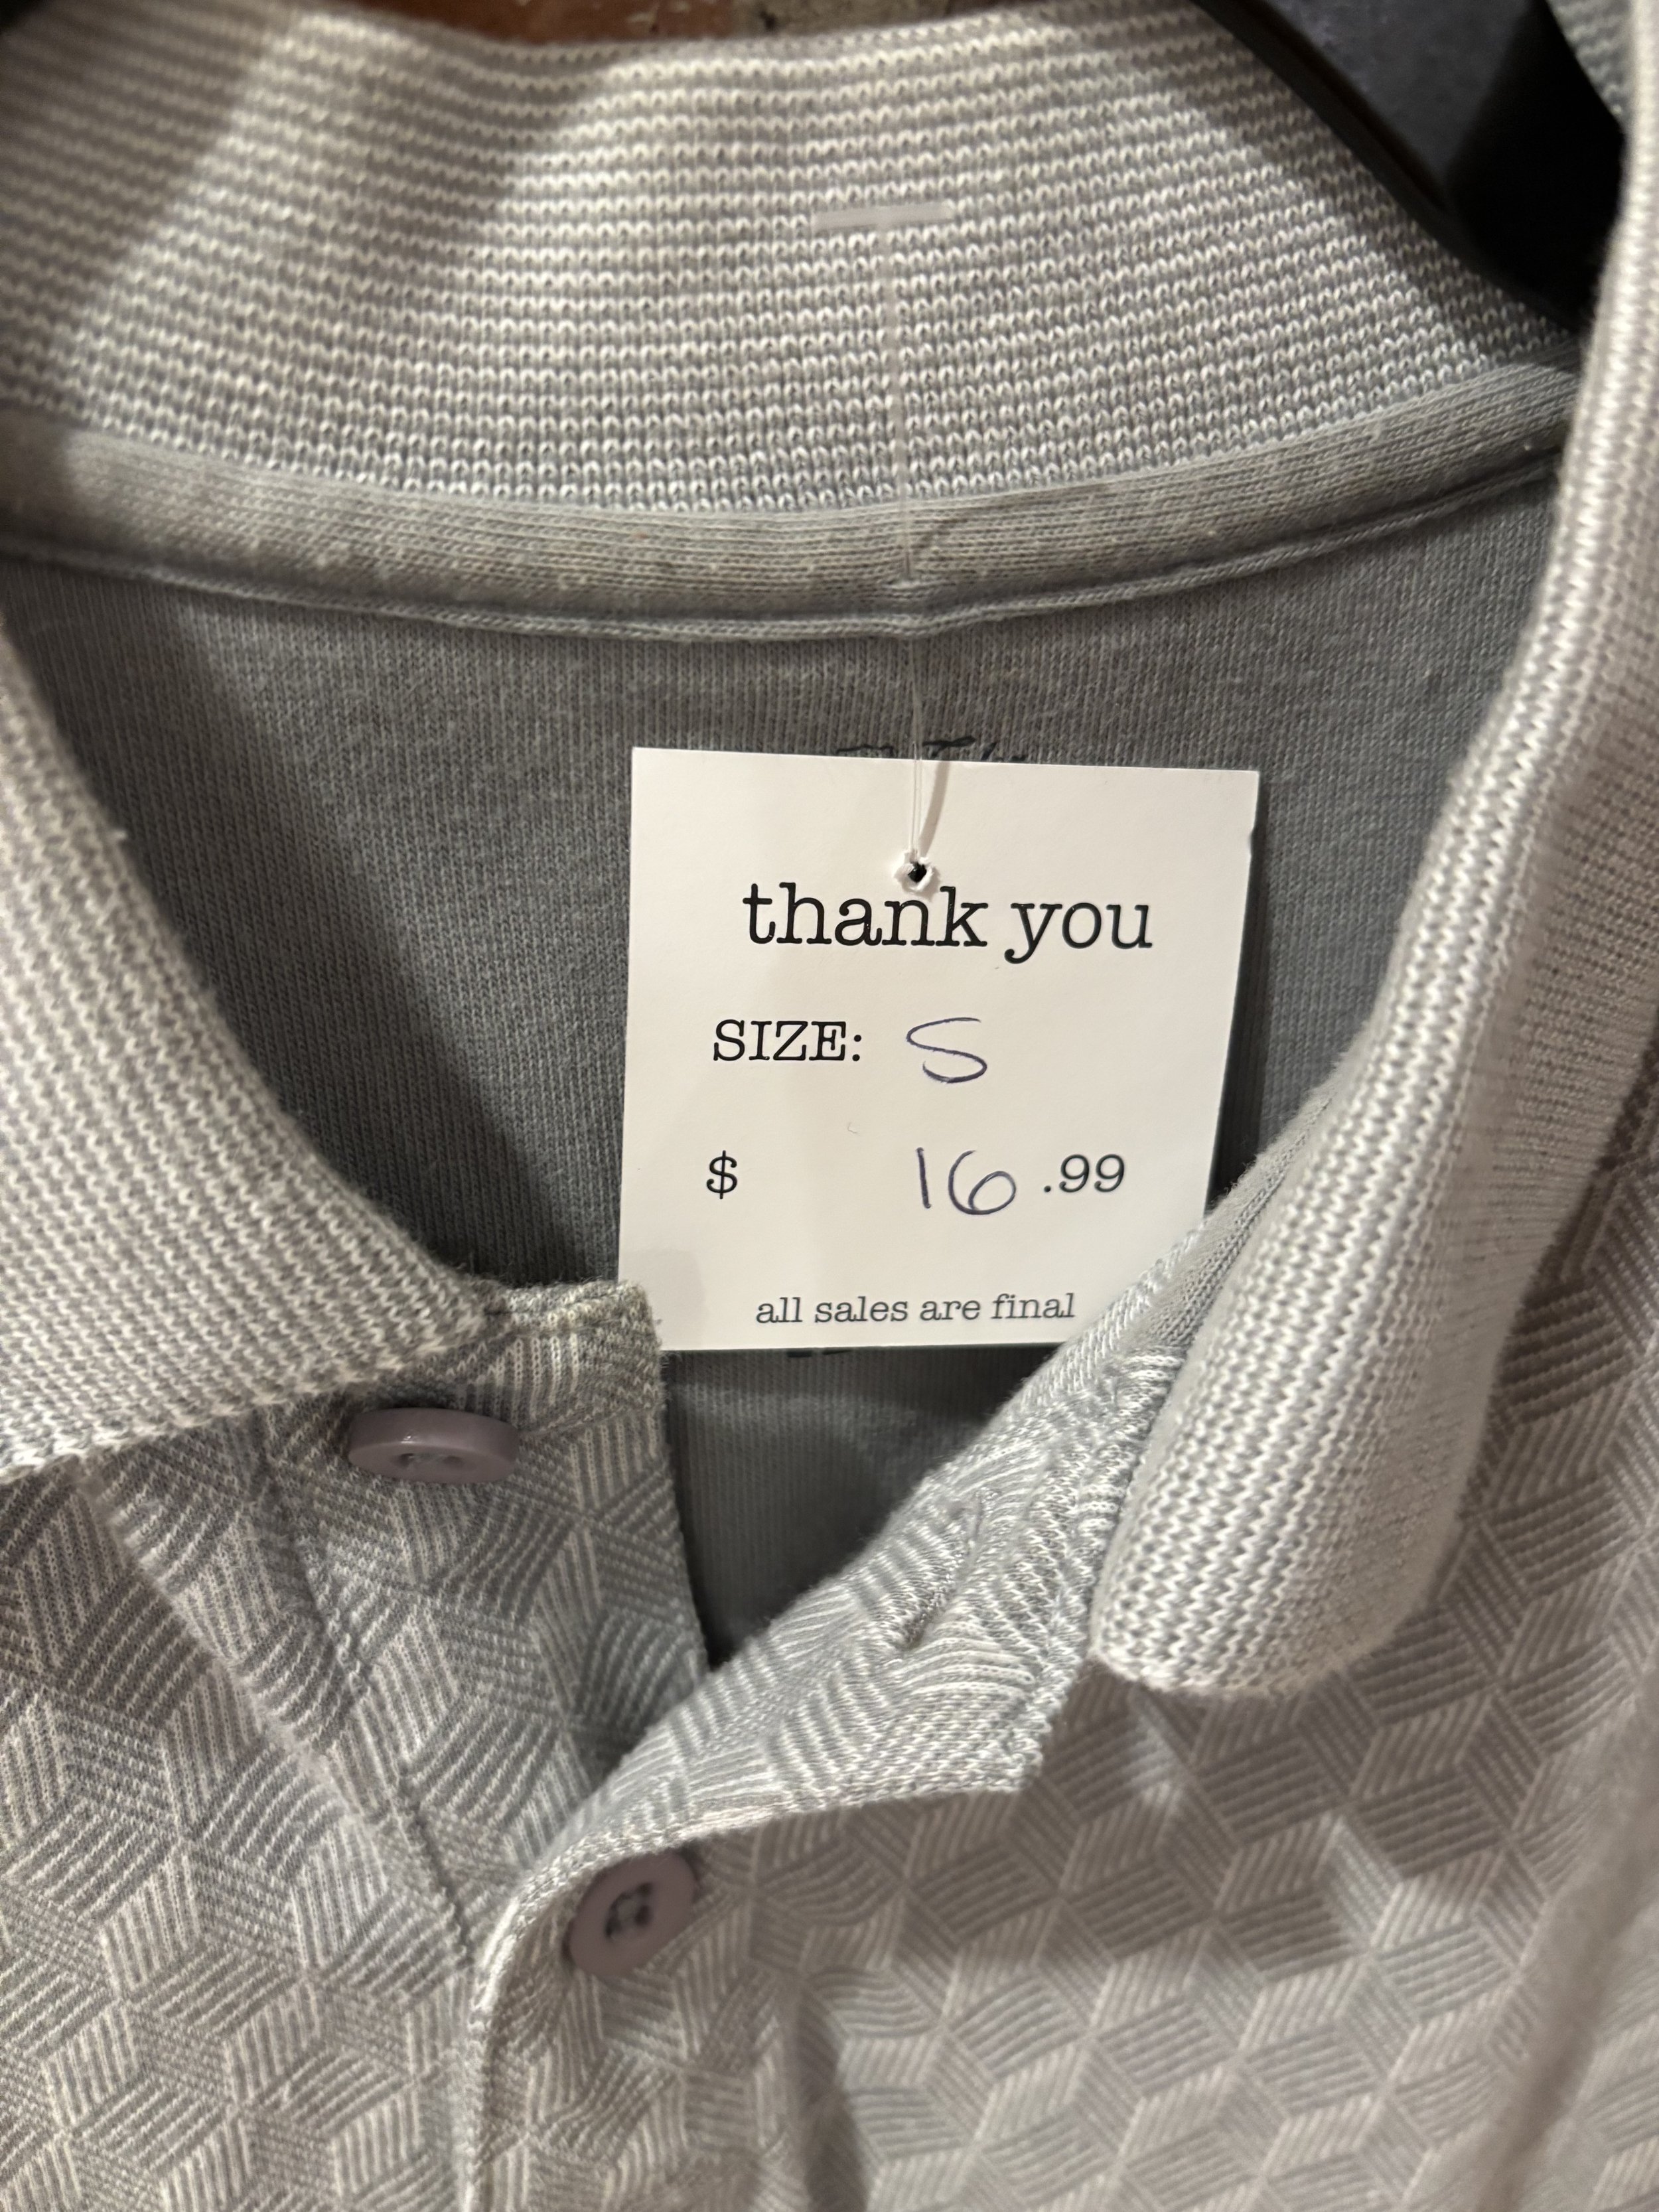 thank you
SIZE: S
$ 16.99
all sales are final